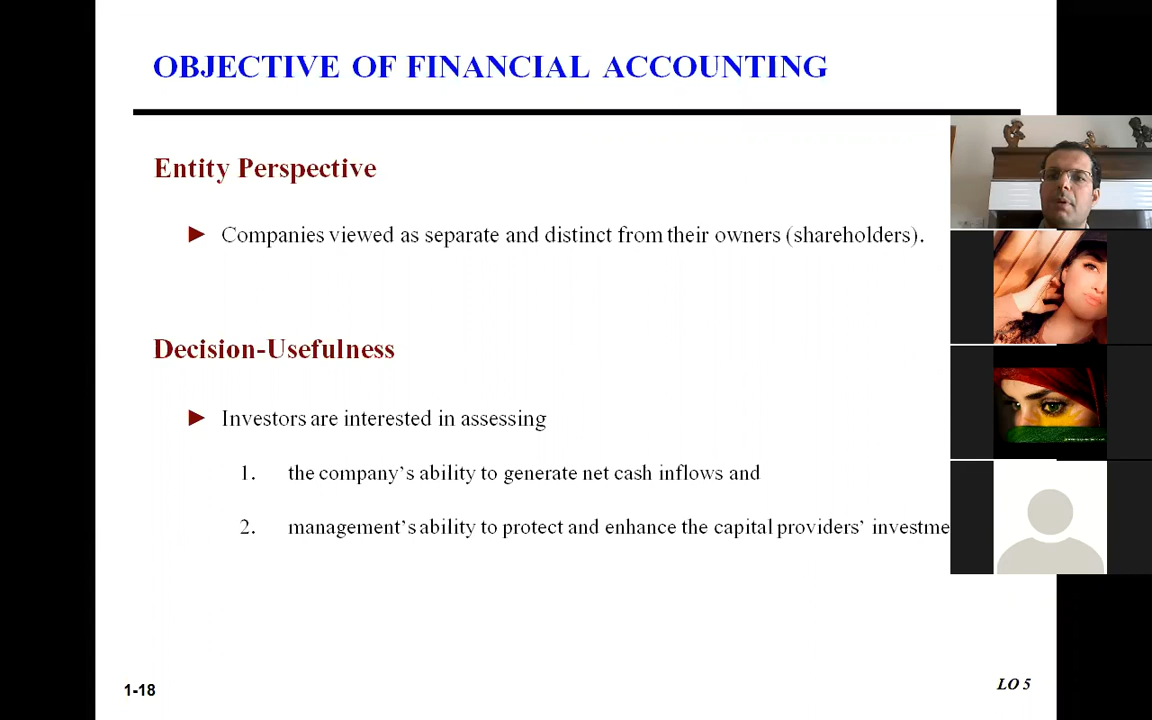 OBJECTIVE OF FINANCIAL ACCOUNTING
Entity Perspective
► Companies viewed as separate and distinct from their owners (shareholders).
Decision-Usefulness
► Investors are interested in assessing
1. the company's ability to generate net cash inflows and
2. management's ability to protect and enhance the capital providers' investme
1-18
LO 5